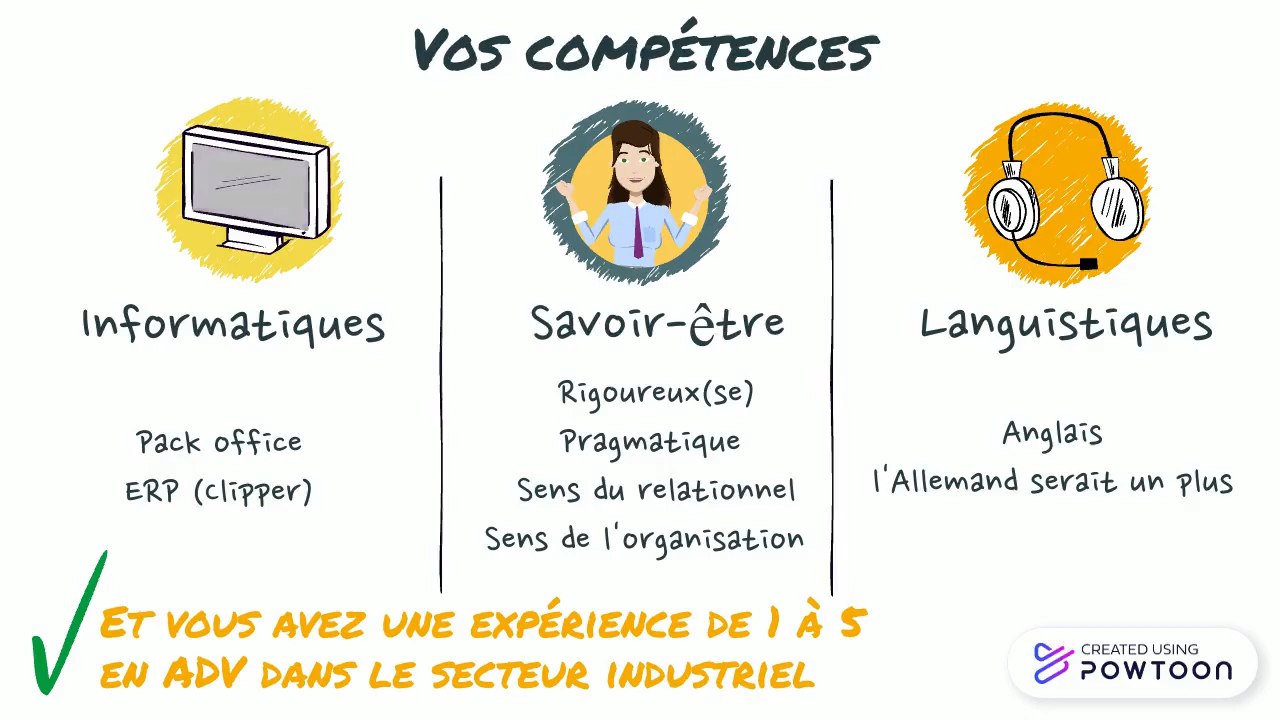 Vos compétences
Informatiques
Pack office
ERP (Clipper)
Savoir-être
Rigoureux(se)
Pragmatique
Sens du relationnel
Sens de l'organisation
Languistiques
Anglais
l'Allemand serait un plus
Et vous avez une expérience de 1 à 5
en ADV dans le secteur industriel
CREATED USING
POWTOON